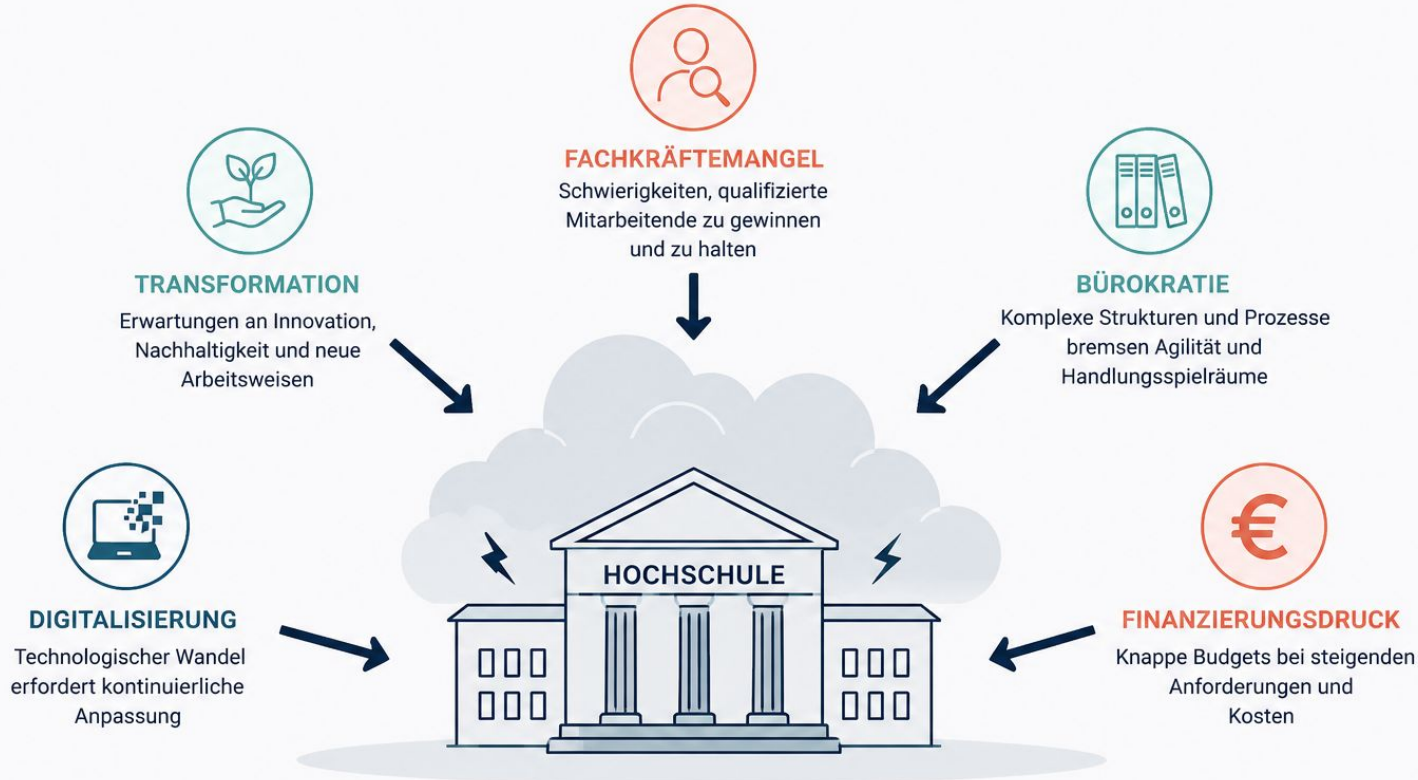 FACHKRÄFTEMANGEL
Schwierigkeiten, qualifizierte
Mitarbeitende zu gewinnen
und zu halten
TRANSFORMATION
Erwartungen an Innovation,
Nachhaltigkeit und neue
Arbeitsweisen
BÜROKRATIE
Komplexe Strukturen und Prozesse
bremsen Agilität und
Handlungsspielräume
HOCHSCHULE
DIGITALISIERUNG
Technologischer Wandel
erfordert kontinuierliche
Anpassung
€
FINANZIERUNGSDRUCK
Knappe Budgets bei steigenden
Anforderungen und
Kosten